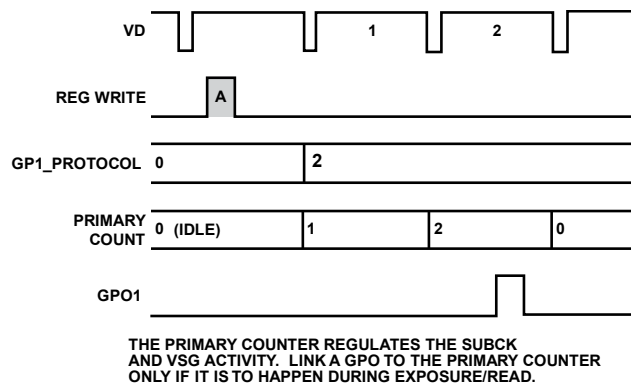 VD 1 2
REG WRITE A
GP1_PROTOCOL 0 2
PRIMARY
COUNT 0 (IDLE) 1 2 0
GPO1
THE PRIMARY COUNTER REGULATES THE SUBCK
AND VSG ACTIVITY. LINK A GPO TO THE PRIMARY COUNTER
ONLY IF IT IS TO HAPPEN DURING EXPOSURE/READ.